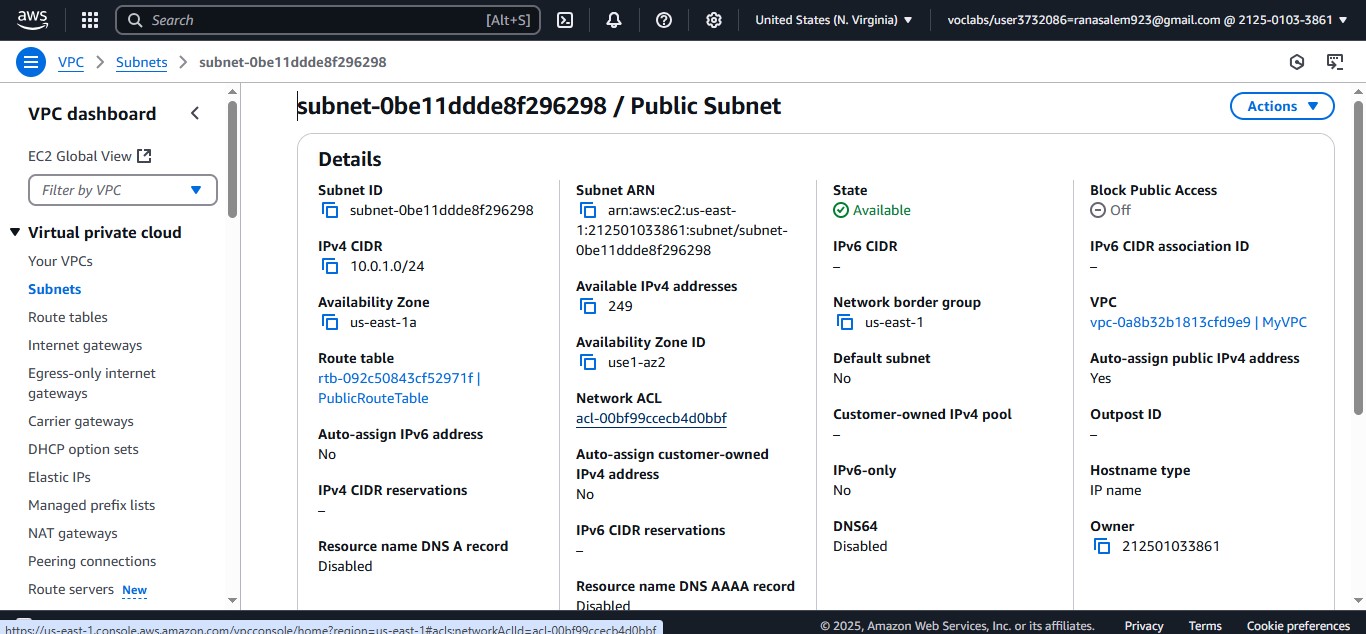 aws
Search
[Alt+S]
United States (N. Virginia)
voclabs/user3732086=ranasalem923@gmail.com @ 2125-0103-3861
VPC
Subnets
subnet-0be11ddde8f296298
VPC dashboard
EC2 Global View
Filter by VPC
Virtual private cloud
Your VPCs
Subnets
Route tables
Internet gateways
Egress-only internet
gateways
Carrier gateways
DHCP option sets
Elastic IPs
Managed prefix lists
NAT gateways
Peering connections
Route servers New
subnet-0be11ddde8f296298 / Public Subnet
Actions
Details
Subnet ID
subnet-0be11ddde8f296298
IPv4 CIDR
10.0.1.0/24
Availability Zone
us-east-1a
Route table
rtb-092c50843cf52971f |
PublicRouteTable
Auto-assign IPv6 address
No
IPv4 CIDR reservations
–
Resource name DNS A record
Disabled
Subnet ARN
arn:aws:ec2:us-east-
1:212501033861:subnet/subnet-
0be11ddde8f296298
Available IPv4 addresses
249
Availability Zone ID
use1-az2
Network ACL
acl-00bf99ccecb4d0bbf
Auto-assign customer-owned
IPv4 address
No
IPv6 CIDR reservations
–
Resource name DNS AAAA record
Disabled
State
Available
IPv6 CIDR
–
Network border group
us-east-1
Default subnet
No
Customer-owned IPv4 pool
–
IPv6-only
No
DNS64
Disabled
Block Public Access
Off
IPv6 CIDR association ID
–
VPC
vpc-0a8b32b1813cfd9e9 | MyVPC
Auto-assign public IPv4 address
Yes
Outpost ID
–
Hostname type
IP name
Owner
212501033861
https://us-east-1.console.aws.amazon.com/vpcconsole/home?region=us-east-1#acls:networkAclId=acl-00bf99ccecb4d0bbf
© 2025, Amazon Web Services, Inc. or its affiliates.
Privacy
Terms
Cookie preferences